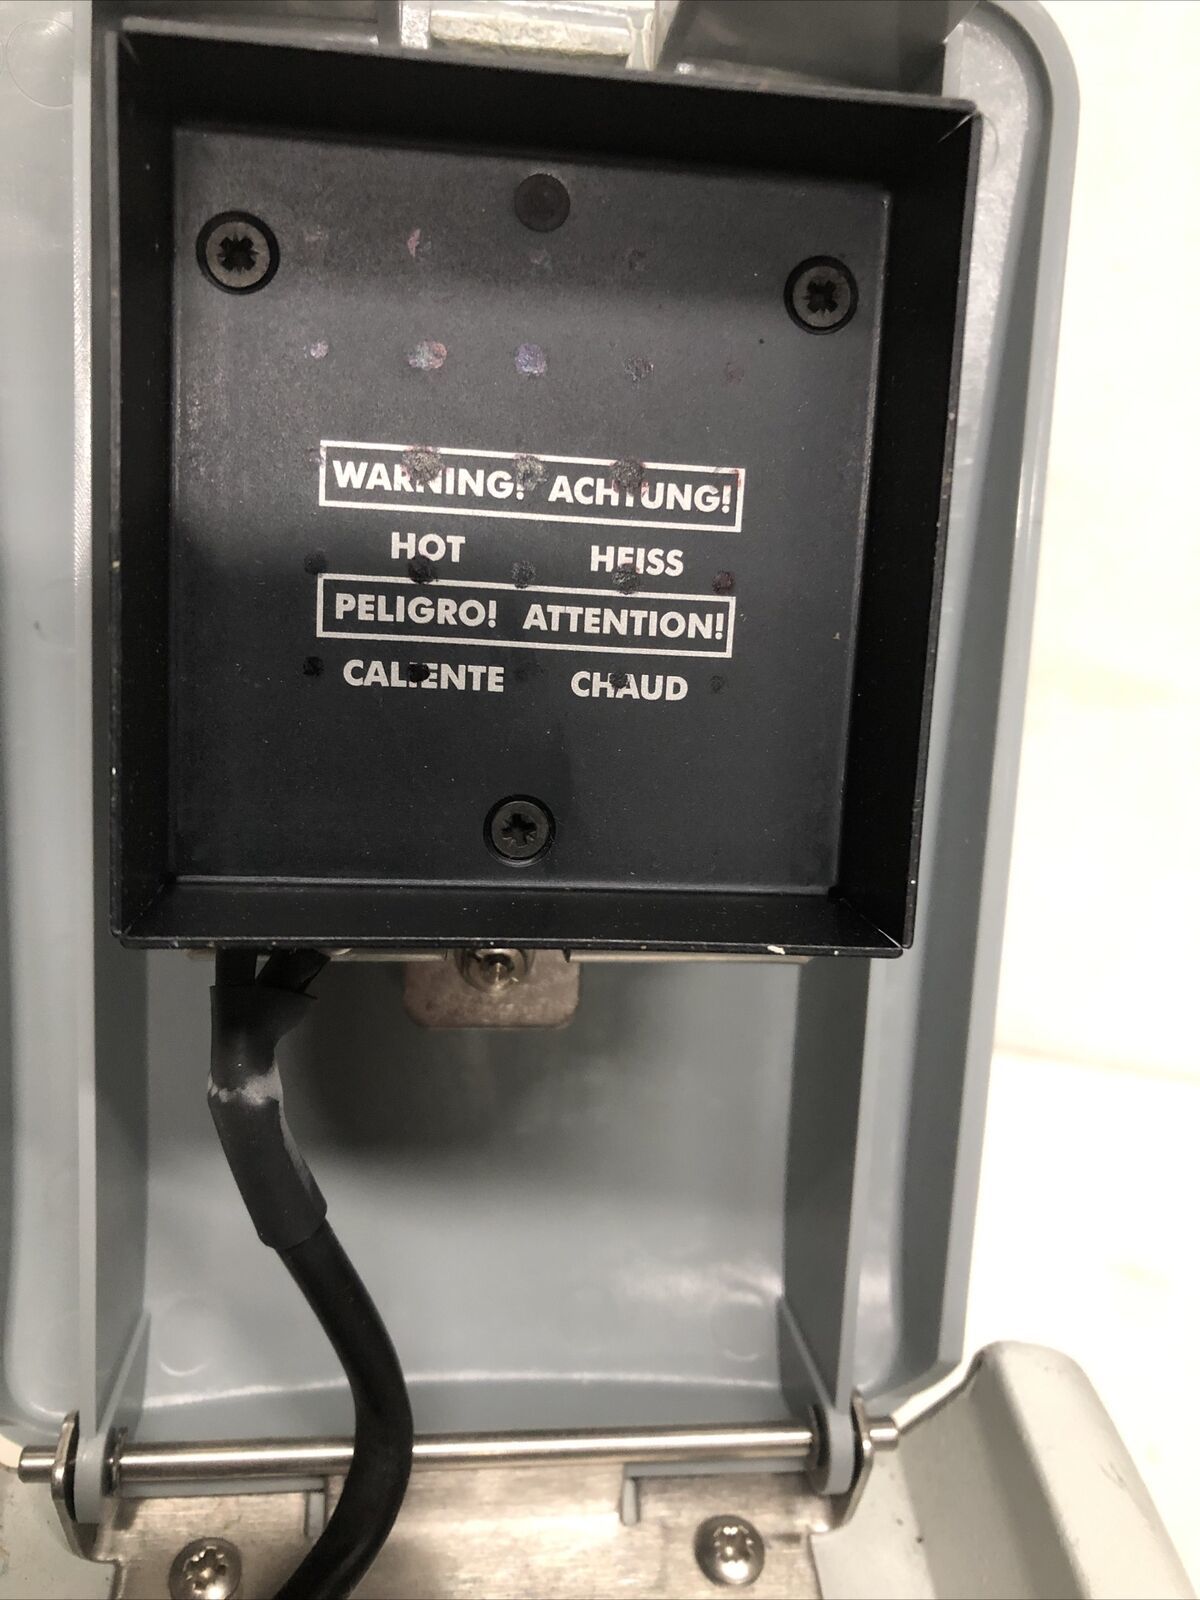 WARNING! ACHTUNG!
HOT HEISS
PELIGRO! ATTENTION!
CALIENTE CHAUD